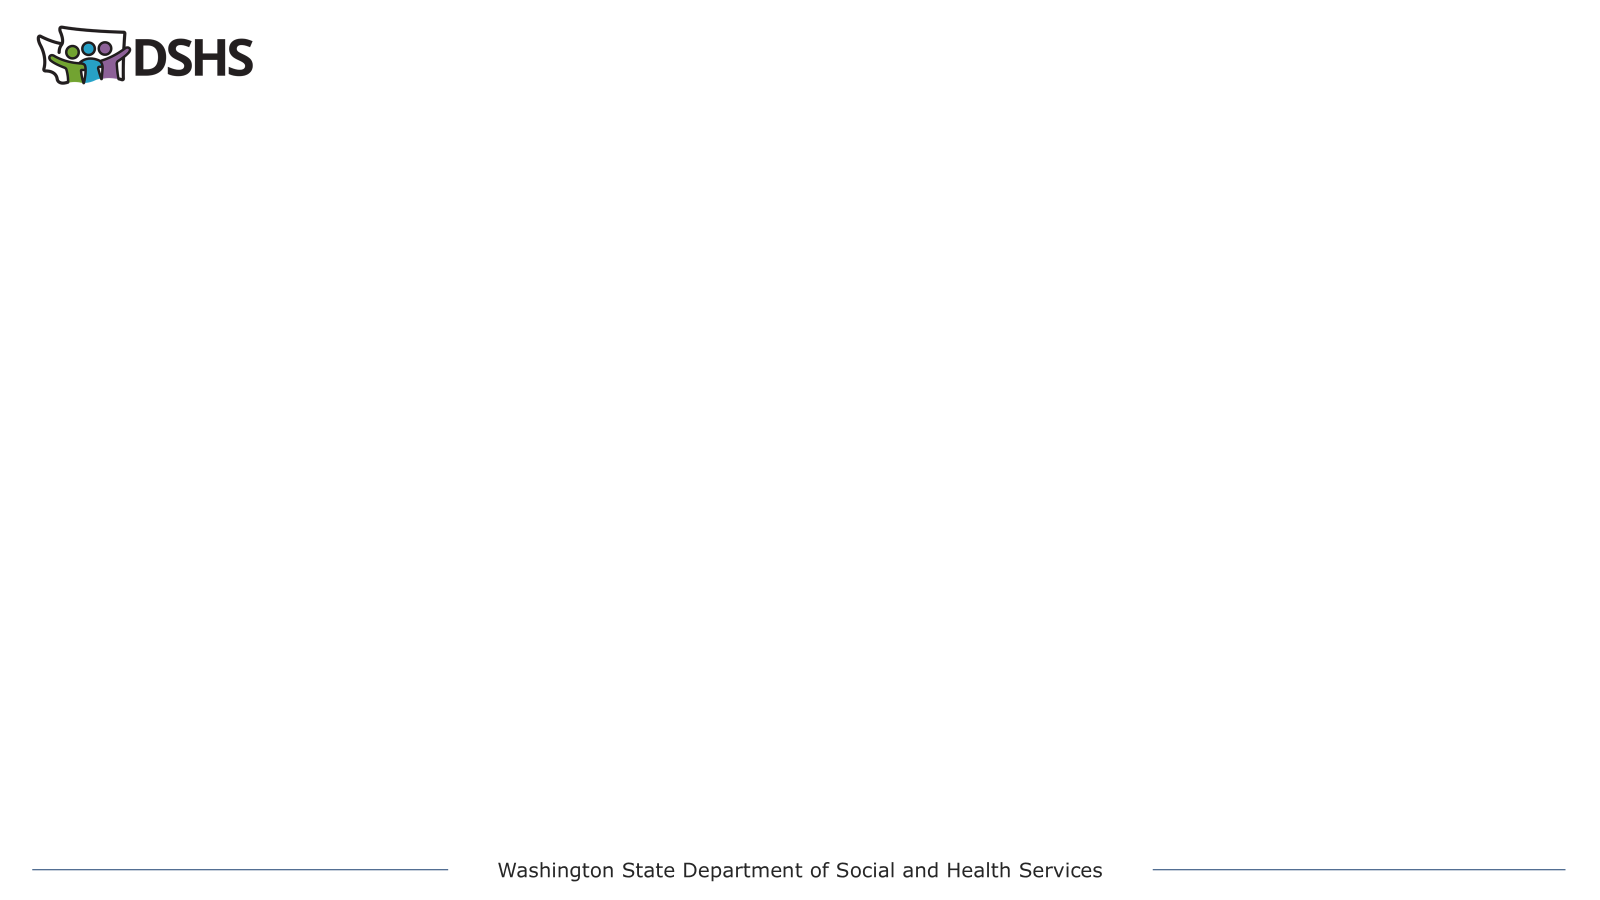 DSHS
Washington State Department of Social and Health Services